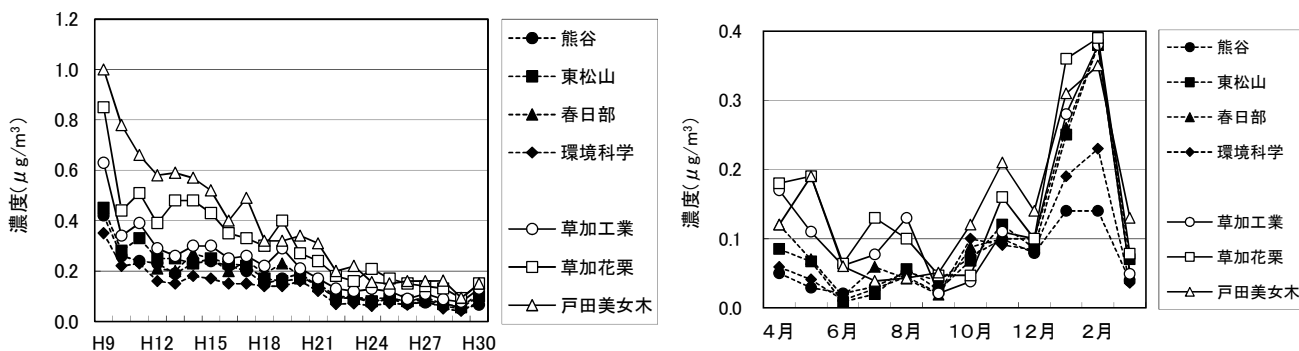 1.2
1.0
0.8
0.6
0.4
0.2
0.0
濃度(μg/m³)
H9 H12 H15 H18 H21 H24 H27 H30
熊谷
東松山
春日部
環境科学
草加工業
草加花栗
戸田美女木
0.4
0.3
0.2
0.1
0.0
濃度(μg/m³)
4月 6月 8月 10月 12月 2月
熊谷
東松山
春日部
環境科学
草加工業
草加花栗
戸田美女木